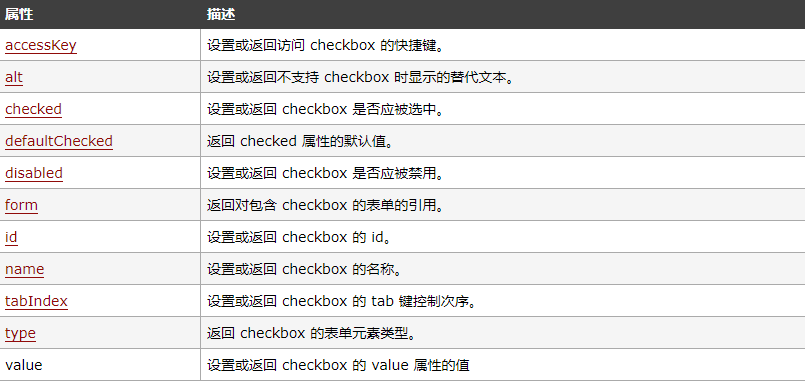 属性 描述
accessKey 设置或返回访问 checkbox 的快捷键。
alt 设置或返回不支持 checkbox 时显示的替代文本。
checked 设置或返回 checkbox 是否应被选中。
defaultChecked 返回 checked 属性的默认值。
disabled 设置或返回 checkbox 是否应被禁用。
form 返回对包含 checkbox 的表单的引用。
id 设置或返回 checkbox 的 id。
name 设置或返回 checkbox 的名称。
tabIndex 设置或返回 checkbox 的 tab 键控制次序。
type 返回 checkbox 的表单元素类型。
value 设置或返回 checkbox 的 value 属性的值